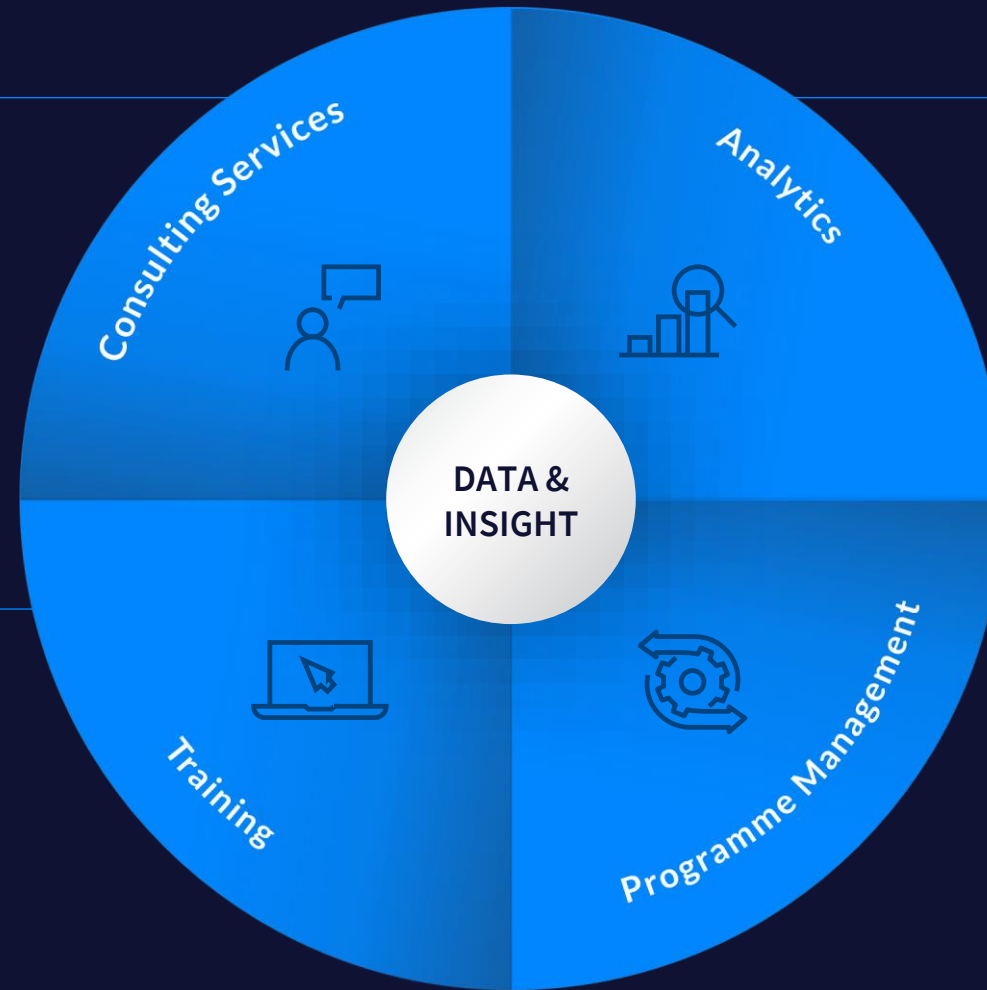 Consulting Services
Analytics
DATA &
INSIGHT
Training
Programme Management